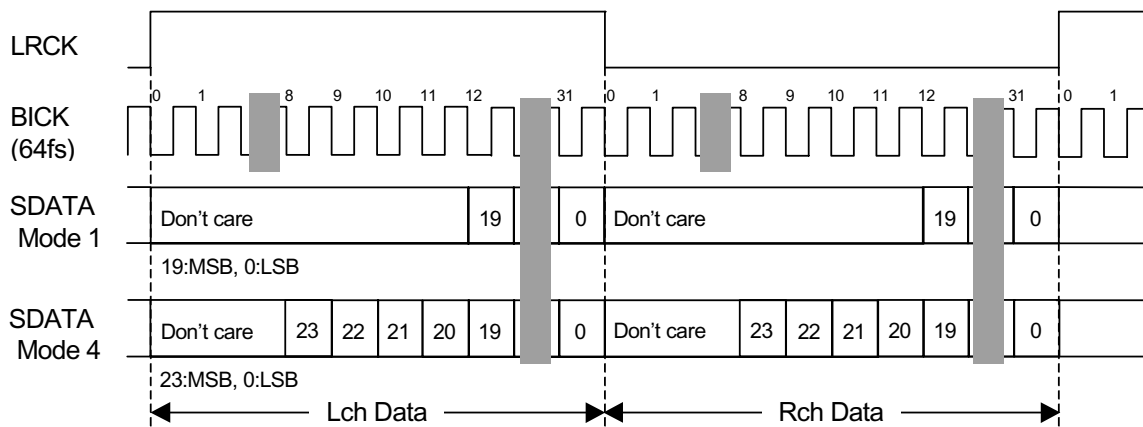 LRCK
BICK
(64fs)
0 1 8 9 10 11 12 31 0 1 8 9 10 11 12 31 0 1
SDATA
Mode 1
Don't care 19 0 Don't care 19 0
19:MSB, 0:LSB
SDATA
Mode 4
Don't care 23 22 21 20 19 0 Don't care 23 22 21 20 19 0
23:MSB, 0:LSB
Lch Data Rch Data